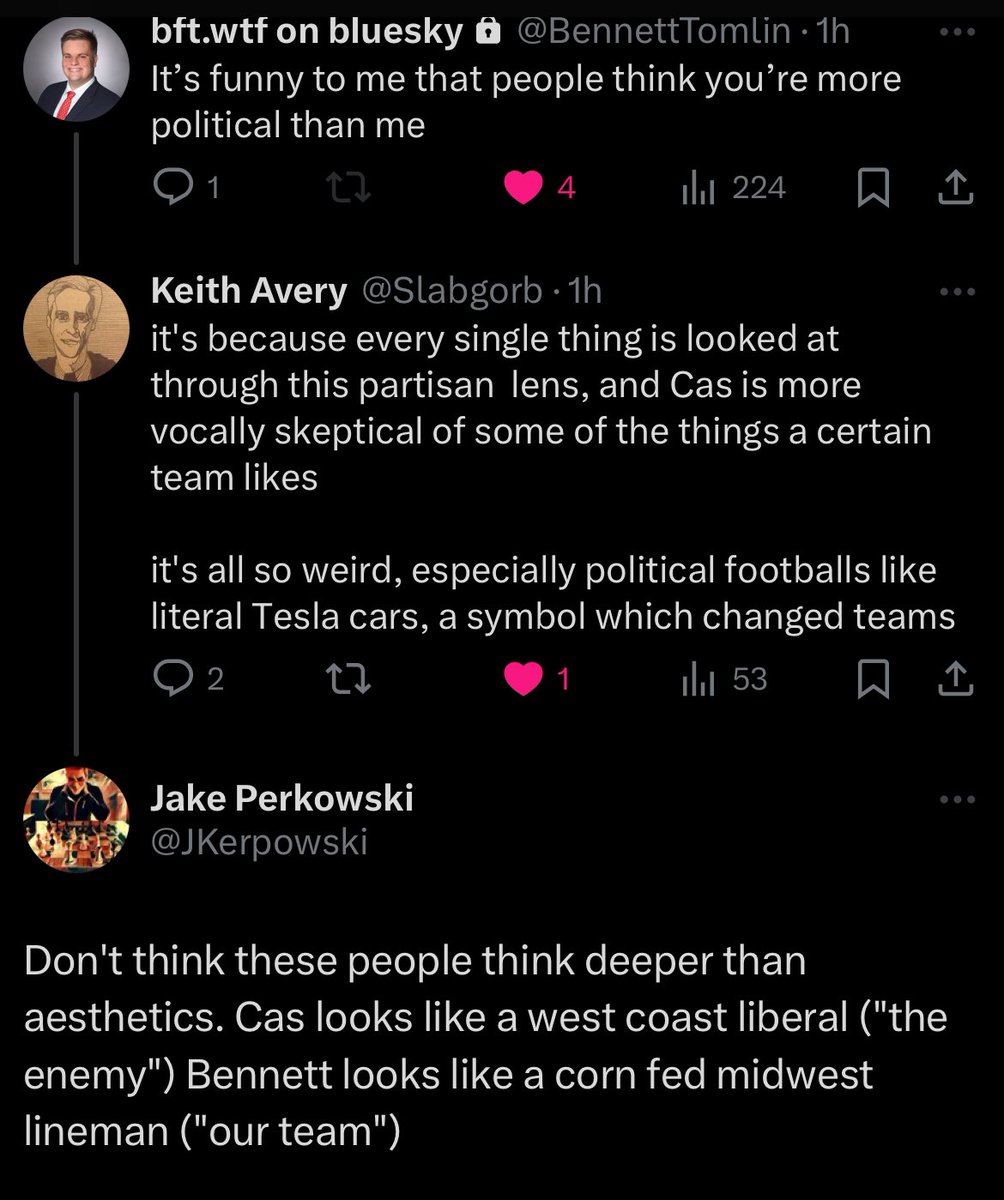 bft.wtf on bluesky @BennettTomlin · 1h
It’s funny to me that people think you’re more
political than me
1 4 224
Keith Avery @Slabgorb · 1h
it's because every single thing is looked at
through this partisan  lens, and Cas is more
vocally skeptical of some of the things a certain
team likes
it's all so weird, especially political footballs like
literal Tesla cars, a symbol which changed teams
2 1 53
Jake Perkowski
@JKerpowski
Don't think these people think deeper than
aesthetics. Cas looks like a west coast liberal ("the
enemy") Bennett looks like a corn fed midwest
lineman ("our team")